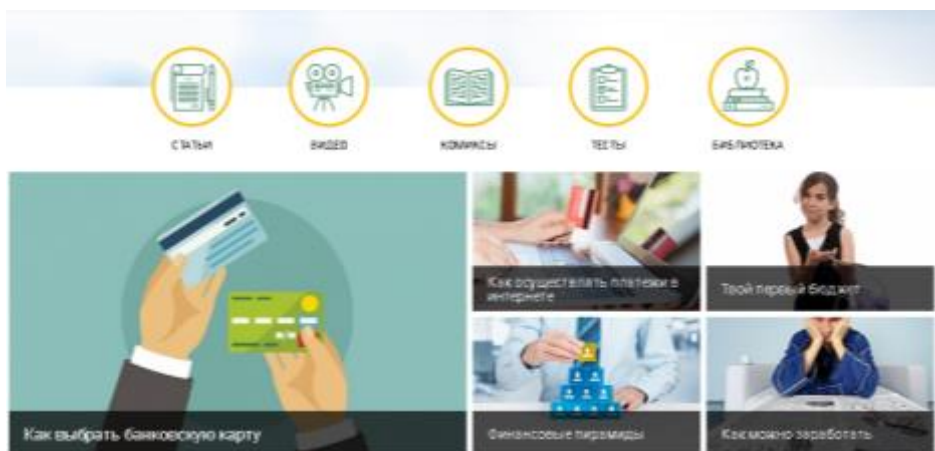 СТАТЬИ
ВИДЕО
КОМИКСЫ
ТЕСТЫ
БИБЛИОТЕКА
Как осуществлять платежи в
интернете
Твой первый бюджет
Как выбрать банковскую карту
Финансовые пирамиды
Как можно заработать